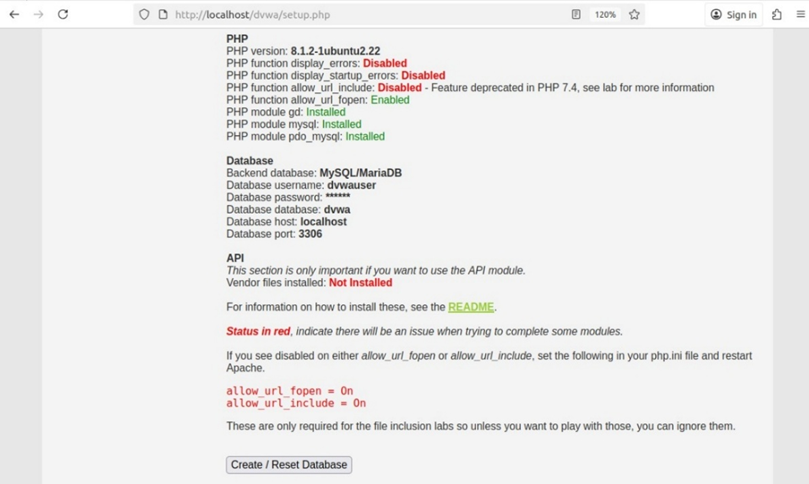 http://localhost/dvwa/setup.php
120%
Sign in
PHP
PHP version: 8.1.2-1ubuntu2.22
PHP function display_errors: Disabled
PHP function display_startup_errors: Disabled
PHP function allow_url_include: Disabled - Feature deprecated in PHP 7.4, see lab for more information
PHP function allow_url_fopen: Enabled
PHP module gd: Installed
PHP module mysql: Installed
PHP module pdo_mysql: Installed
Database
Backend database: MySQL/MariaDB
Database username: dvwauser
Database password: ******
Database database: dvwa
Database host: localhost
Database port: 3306
API
This section is only important if you want to use the API module.
Vendor files installed: Not Installed
For information on how to install these, see the README.
Status in red, indicate there will be an issue when trying to complete some modules.
If you see disabled on either allow_url_fopen or allow_url_include, set the following in your php.ini file and restart
Apache.
allow_url_fopen = On
allow_url_include = On
These are only required for the file inclusion labs so unless you want to play with those, you can ignore them.
Create / Reset Database